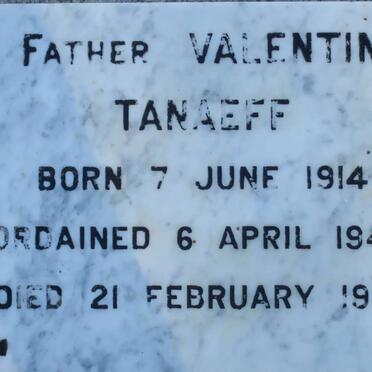 Father VALENTIN
TANAEFF
BORN 7 JUNE 1914
ORDAINED 6 APRIL 194
DIED 21 FEBRUARY 19